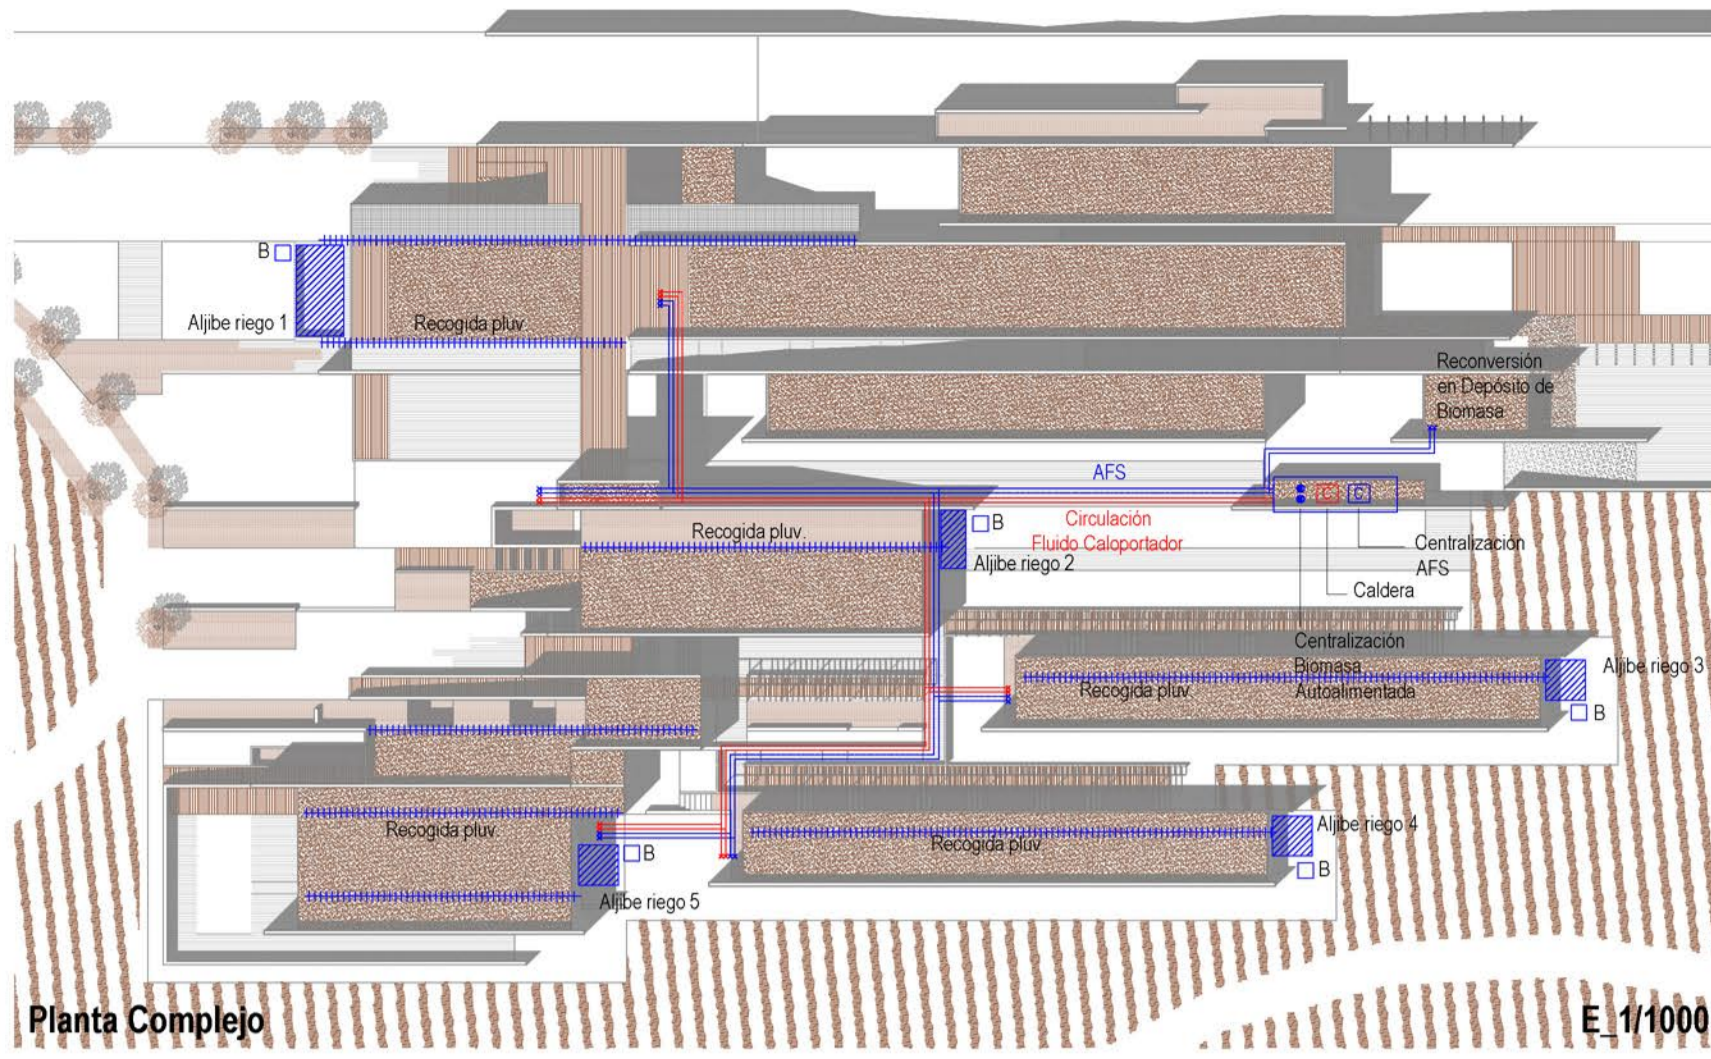 B
Aljibe riego 1
Recogida pluv
Reconversión
en Depósito de
Biomasa
AFS
C
C
Recogida pluv.
B
Circulación
Fluido Caloportador
Aljibe riego 2
Centralización
AFS
Caldera
Centralización
Biomasa
Autoalimentada
Recogida pluv
Aljibe riego 3
B
Recogida pluv
B
Aljibe riego 5
Recogida pluv
Aljibe riego 4
B
Planta Complejo
E_1/1000